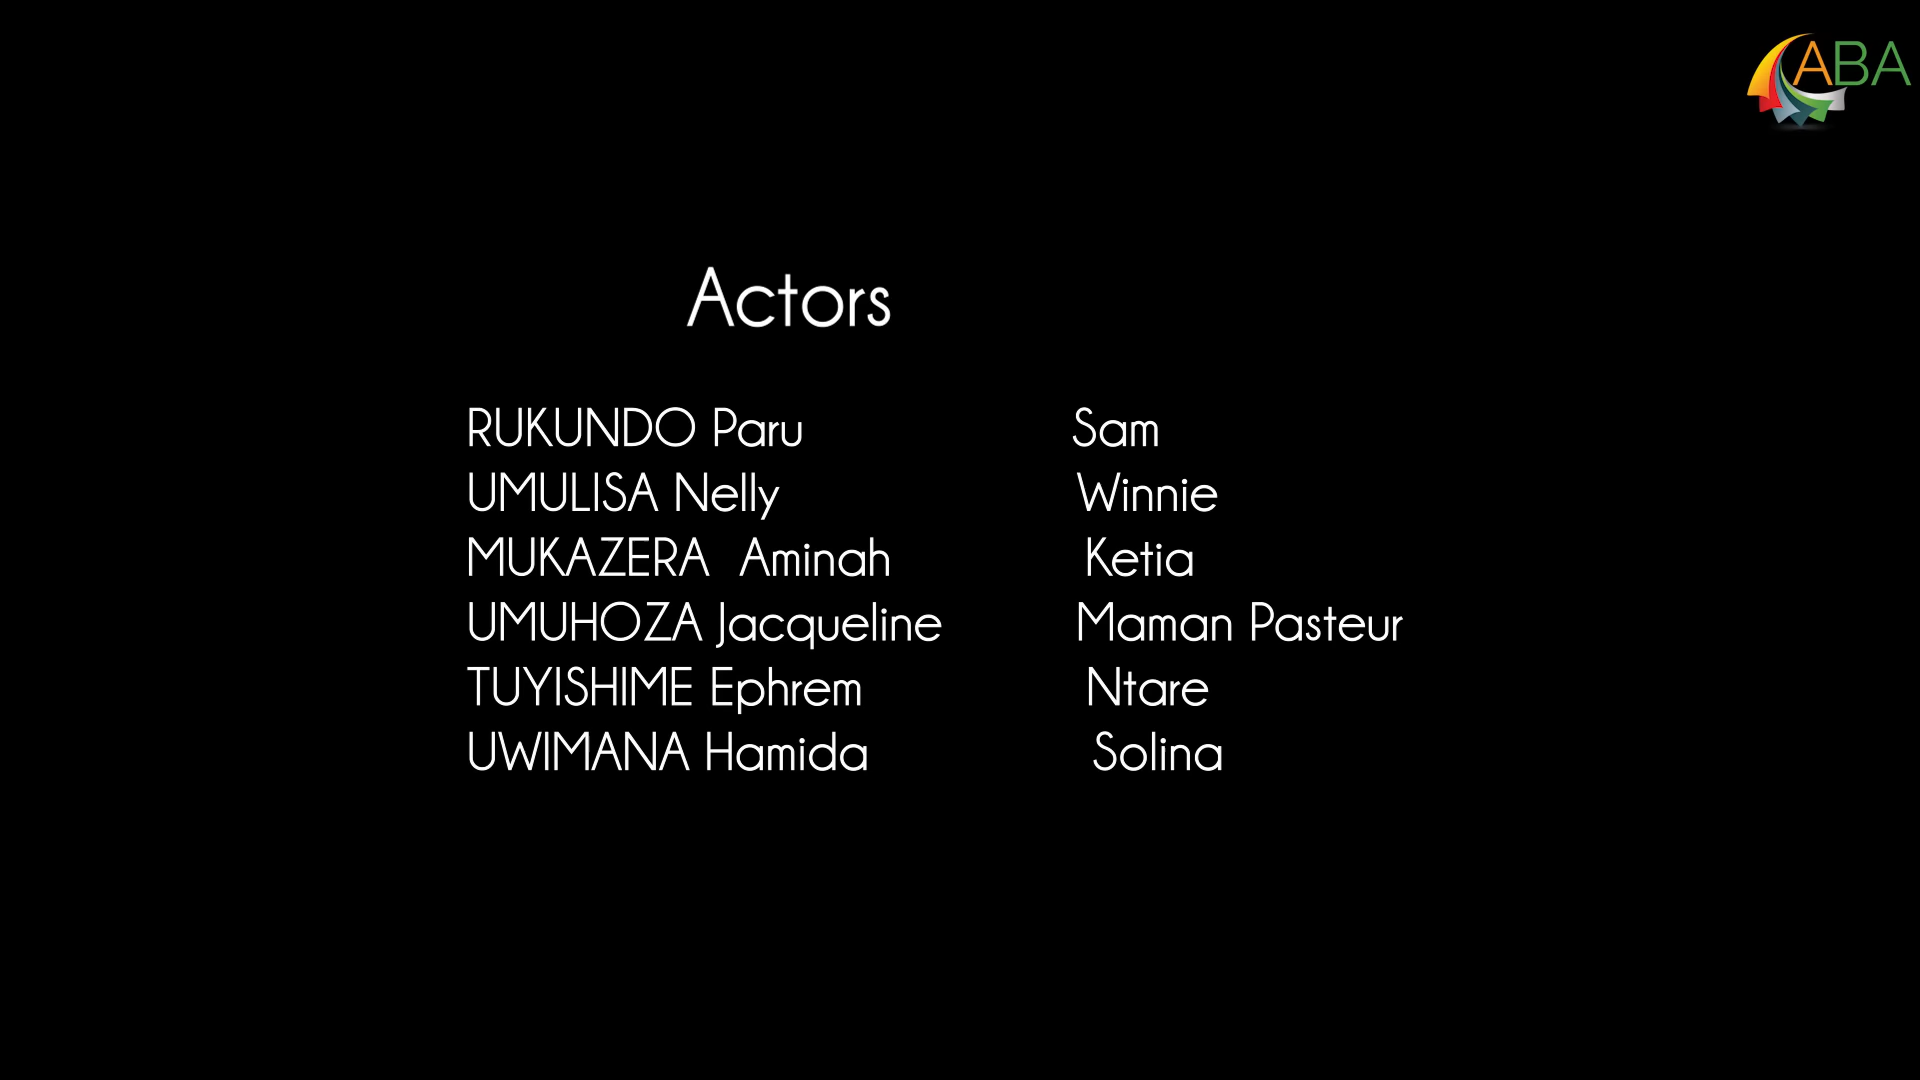 ABA
Actors
RUKUNDO Paru Sam
UMULISA Nelly Winnie
MUKAZERA Aminah Ketia
UMUHOZA Jacqueline Maman Pasteur
TUYISHIME Ephrem Ntare
UWIMANA Hamida Solina